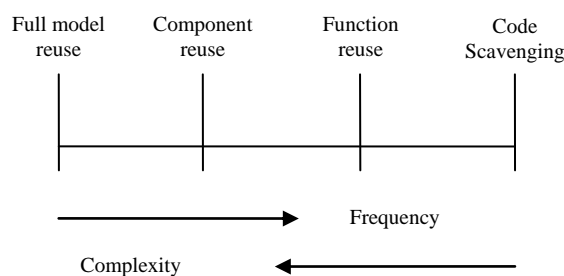 Full model
reuse
Component
reuse
Function
reuse
Code
Scavenging
Frequency
Complexity